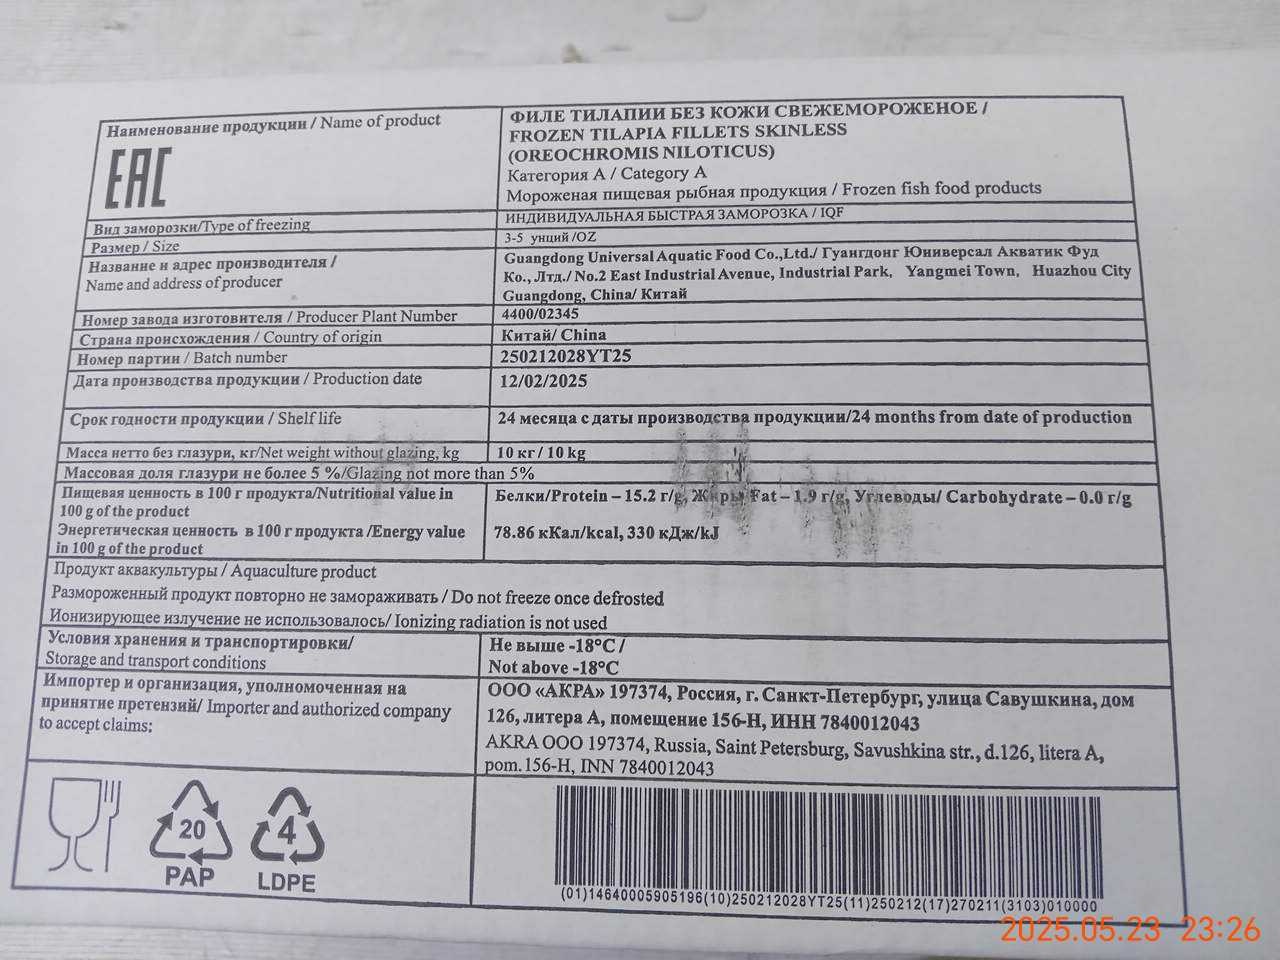 Наименование продукции / Name of product
EAC
ФИЛЕ ТИЛАПИИ БЕЗ КОЖИ СВЕЖЕМОРОЖЕНОЕ /
FROZEN TILAPIA FILLETS SKINLESS
(OREOCHROMIS NILOTICUS)
Категория А / Category A
Мороженая пищевая рыбная продукция / Frozen fish food products
Вид заморозки/Type of freezing
ИНДИВИДУАЛЬНАЯ БЫСТРАЯ ЗАМОРОЗКА / IQF
Размер / Size
3-5 унций /OZ
Название и адрес производителя /
Name and address of producer
Guangdong Universal Aquatic Food Co.,Ltd./ Гуангдонг Юниверсал Акватик Фуд
Ко., Лтд./ No.2 East Industrial Avenue, Industrial Park, Yangmei Town, Huazhou City
Guangdong, China/ Китай
Номер завода изготовителя / Producer Plant Number
4400/02345
Страна происхождения / Country of origin
Китай/ China
Номер партии / Batch number
250212028YT25
Дата производства продукции / Production date
12/02/2025
Срок годности продукции / Shelf life
24 месяца с даты производства продукции/24 months from date of production
Масса нетто без глазури, кг/Net weight without glazing, kg
10 кг / 10 kg
Массовая доля глазури не более 5 %/Glazing not more than 5%
Пищевая ценность в 100 г продукта/Nutritional value in
100 g of the product
Энергетическая ценность в 100 г продукта /Energy value
in 100 g of the product
Белки/Protein – 15.2 г/g, Жиры/ Fat – 1.9 г/g, Углеводы/ Carbohydrate – 0.0 г/g
78.86 кКал/kcal, 330 кДж/kJ
Продукт аквакультуры / Aquaculture product
Размороженный продукт повторно не замораживать / Do not freeze once defrosted
Ионизирующее излучение не использовалось/ Ionizing radiation is not used
Условия хранения и транспортировки/
Storage and transport conditions
Не выше -18°C /
Not above -18°C
Импортер и организация, уполномоченная на
принятие претензий/ Importer and authorized company
to accept claims:
ООО «АКРА» 197374, Россия, г. Санкт-Петербург, улица Савушкина, дом
126, литера А, помещение 156-Н, ИНН 7840012043
AKRA OOO 197374, Russia, Saint Petersburg, Savushkina str., d.126, litera A,
pom.156-H, INN 7840012043
20
PAP
4
LDPE
(01)14640005905196(10)250212028YT25(11)250212(17)270211(3103)010000
2025.05.23 23:26